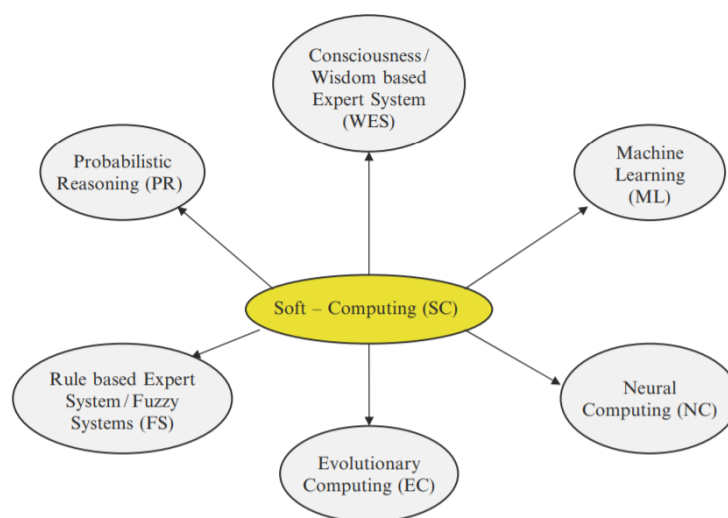 Consciousness/
Wisdom based
Expert System
(WES)
Probabilistic
Reasoning (PR)
Machine
Learning
(ML)
Soft – Computing (SC)
Rule based Expert
System/Fuzzy
Systems (FS)
Neural
Computing (NC)
Evolutionary
Computing (EC)